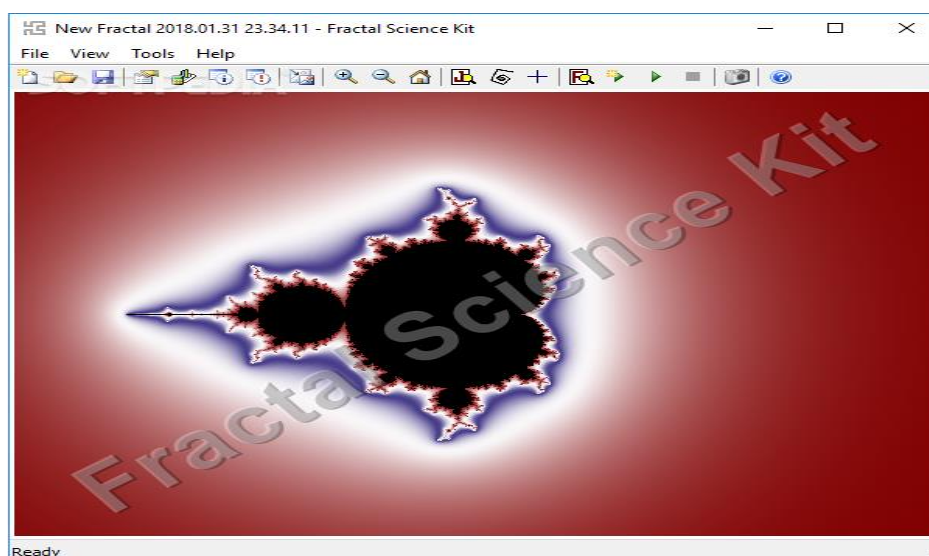 New Fractal 2018.01.31 23.34.11 - Fractal Science Kit
File View Tools Help
SOFTPEDIA
Fractal Science Kit
Ready